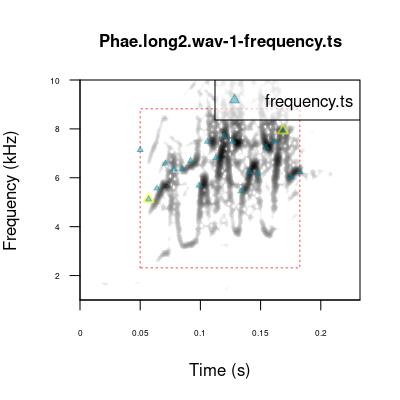 Phae.long2.wav-1-frequency.ts
frequency.ts
Frequency (kHz)
10
8
6
4
2
0 0.05 0.1 0.15 0.2
Time (s)